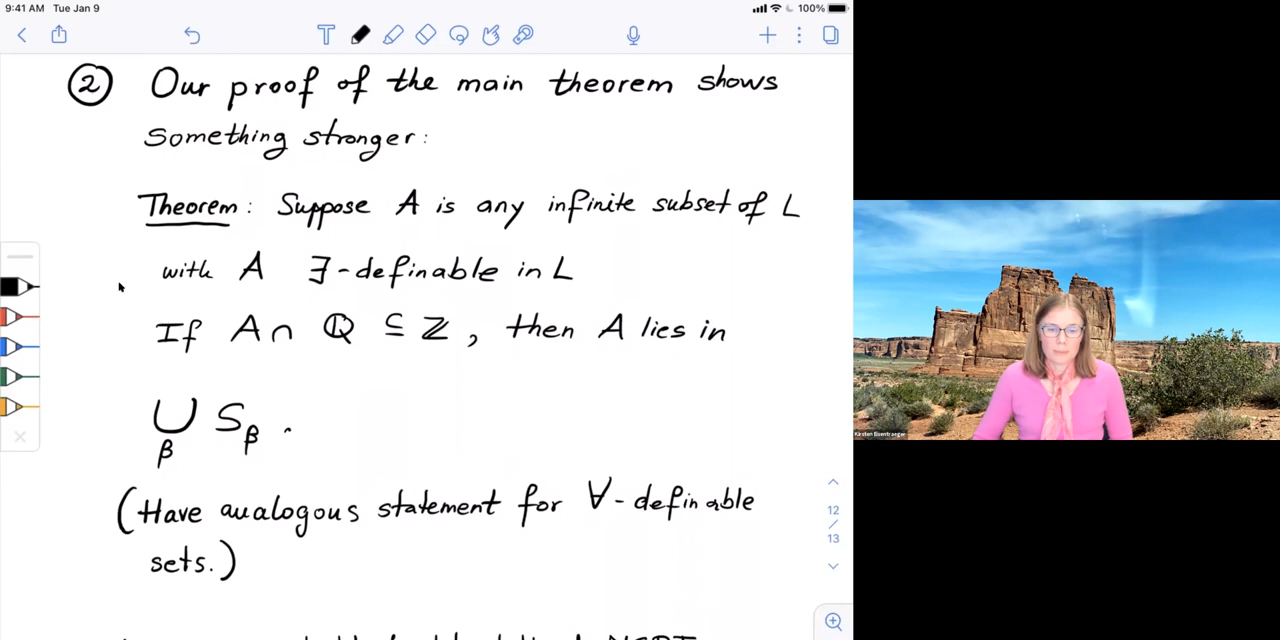 9:41 AM Tue Jan 9
100%
② Our proof of the main theorem shows
something stronger:
Theorem: Suppose A is any infinite subset of L
with A ∃-definable in L
If A ∩ ℚ ⊆ ℤ, then A lies in
∪ S_β .
β
(Have analogous statement for ∀-definable
sets.)
12
/
13
Kirsten Eisentraeger